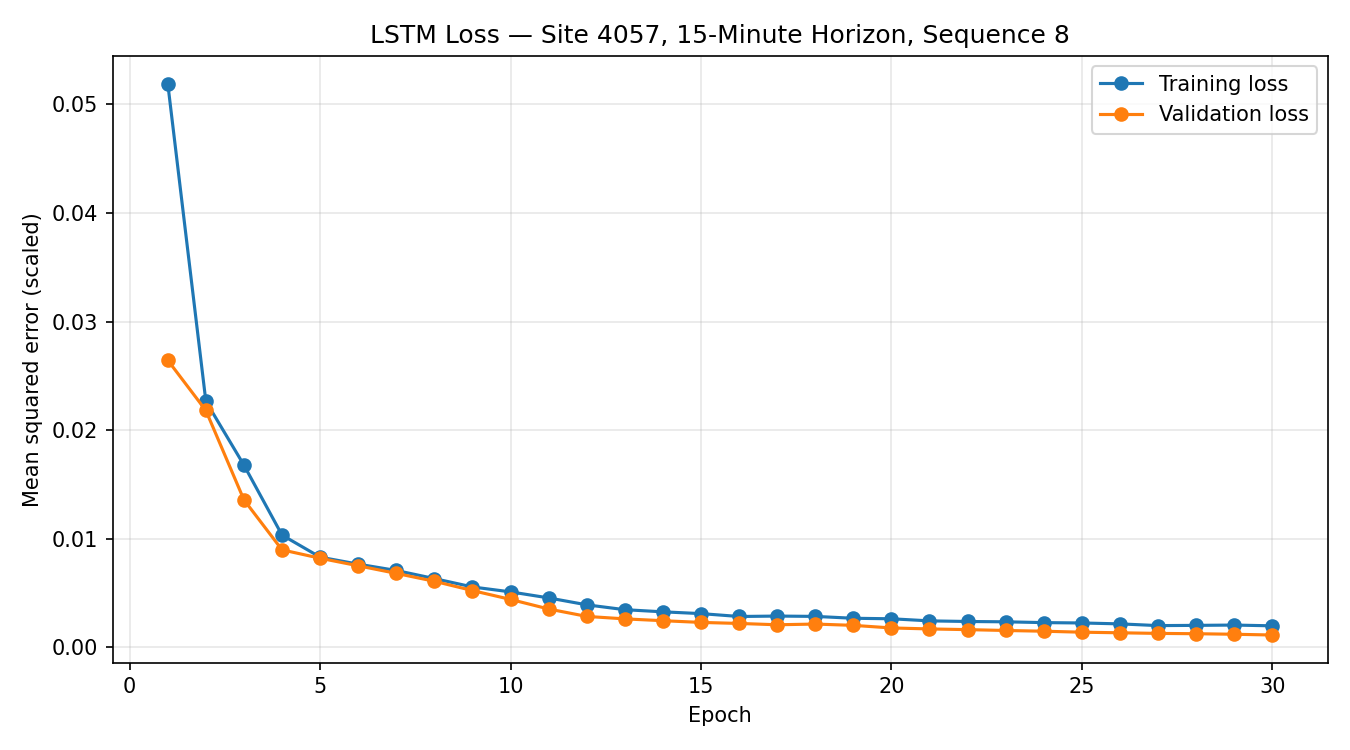 LSTM Loss — Site 4057, 15-Minute Horizon, Sequence 8
Training loss
Validation loss
Mean squared error (scaled)
0.05
0.04
0.03
0.02
0.01
0.00
0 5 10 15 20 25 30
Epoch